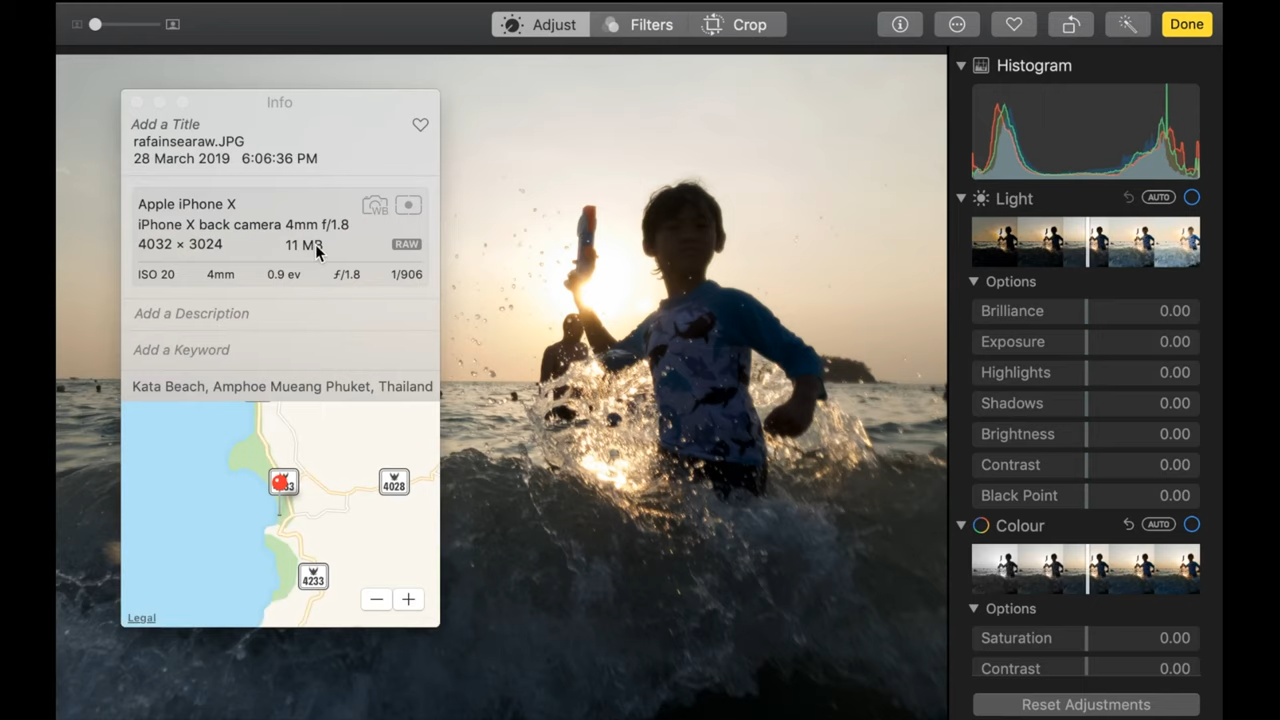 Adjust Filters Crop Done
Info
Add a Title
rafainsearaw.JPG
28 March 2019 6:06:36 PM
Apple iPhone X
WB
iPhone X back camera 4mm f/1.8
4032 × 3024 11 MB RAW
ISO 20 4mm 0.9 ev ƒ/1.8 1/906
Add a Description
Add a Keyword
Kata Beach, Amphoe Mueang Phuket, Thailand
4028
4233
Legal
Histogram
Light AUTO
Options
Brilliance 0.00
Exposure 0.00
Highlights 0.00
Shadows 0.00
Brightness 0.00
Contrast 0.00
Black Point 0.00
Colour AUTO
Options
Saturation 0.00
Contrast 0.00
Reset Adjustments